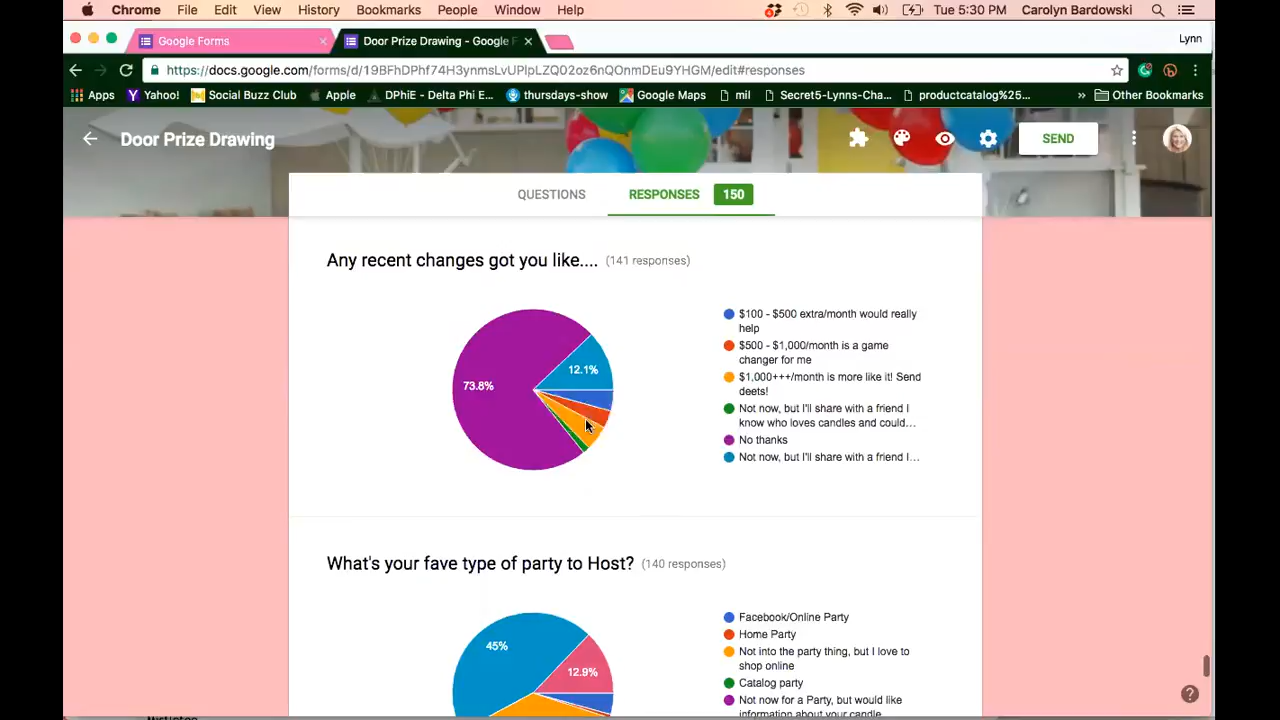 Chrome File Edit View History Bookmarks People Window Help Tue 5:30 PM Carolyn Bardowski
Google Forms Door Prize Drawing - Google F Lynn
https://docs.google.com/forms/d/19BFhDPhf74H3ynmsLvUPlpLZQ02oz6nQOnmDEu9YHGM/edit#responses
Apps Yahoo! Social Buzz Club Apple DPhiE - Delta Phi E... thursdays-show Google Maps mil Secret5-Lynns-Cha... productcatalog%25... » Other Bookmarks
Door Prize Drawing SEND
QUESTIONS RESPONSES 150
Any recent changes got you like.... (141 responses)
73.8%
12.1%
$100 - $500 extra/month would really
help
$500 - $1,000/month is a game
changer for me
$1,000+++/month is more like it! Send
deets!
Not now, but I'll share with a friend I
know who loves candles and could...
No thanks
Not now, but I'll share with a friend I...
What's your fave type of party to Host? (140 responses)
45%
12.9%
Facebook/Online Party
Home Party
Not into the party thing, but I love to
shop online
Catalog party
Not now for a Party, but would like
information about your candle